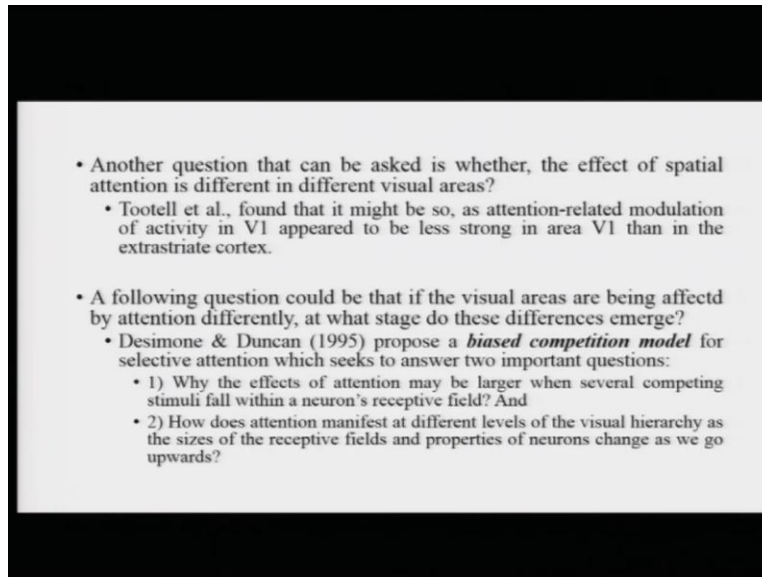 • Another question that can be asked is whether, the effect of spatial
attention is different in different visual areas?
• Tootell et al., found that it might be so, as attention-related modulation
of activity in V1 appeared to be less strong in area V1 than in the
extrastriate cortex.
• A following question could be that if the visual areas are being affectd
by attention differently, at what stage do these differences emerge?
• Desimone & Duncan (1995) propose a biased competition model for
selective attention which seeks to answer two important questions:
• 1) Why the effects of attention may be larger when several competing
stimuli fall within a neuron's receptive field? And
• 2) How does attention manifest at different levels of the visual hierarchy as
the sizes of the receptive fields and properties of neurons change as we go
upwards?